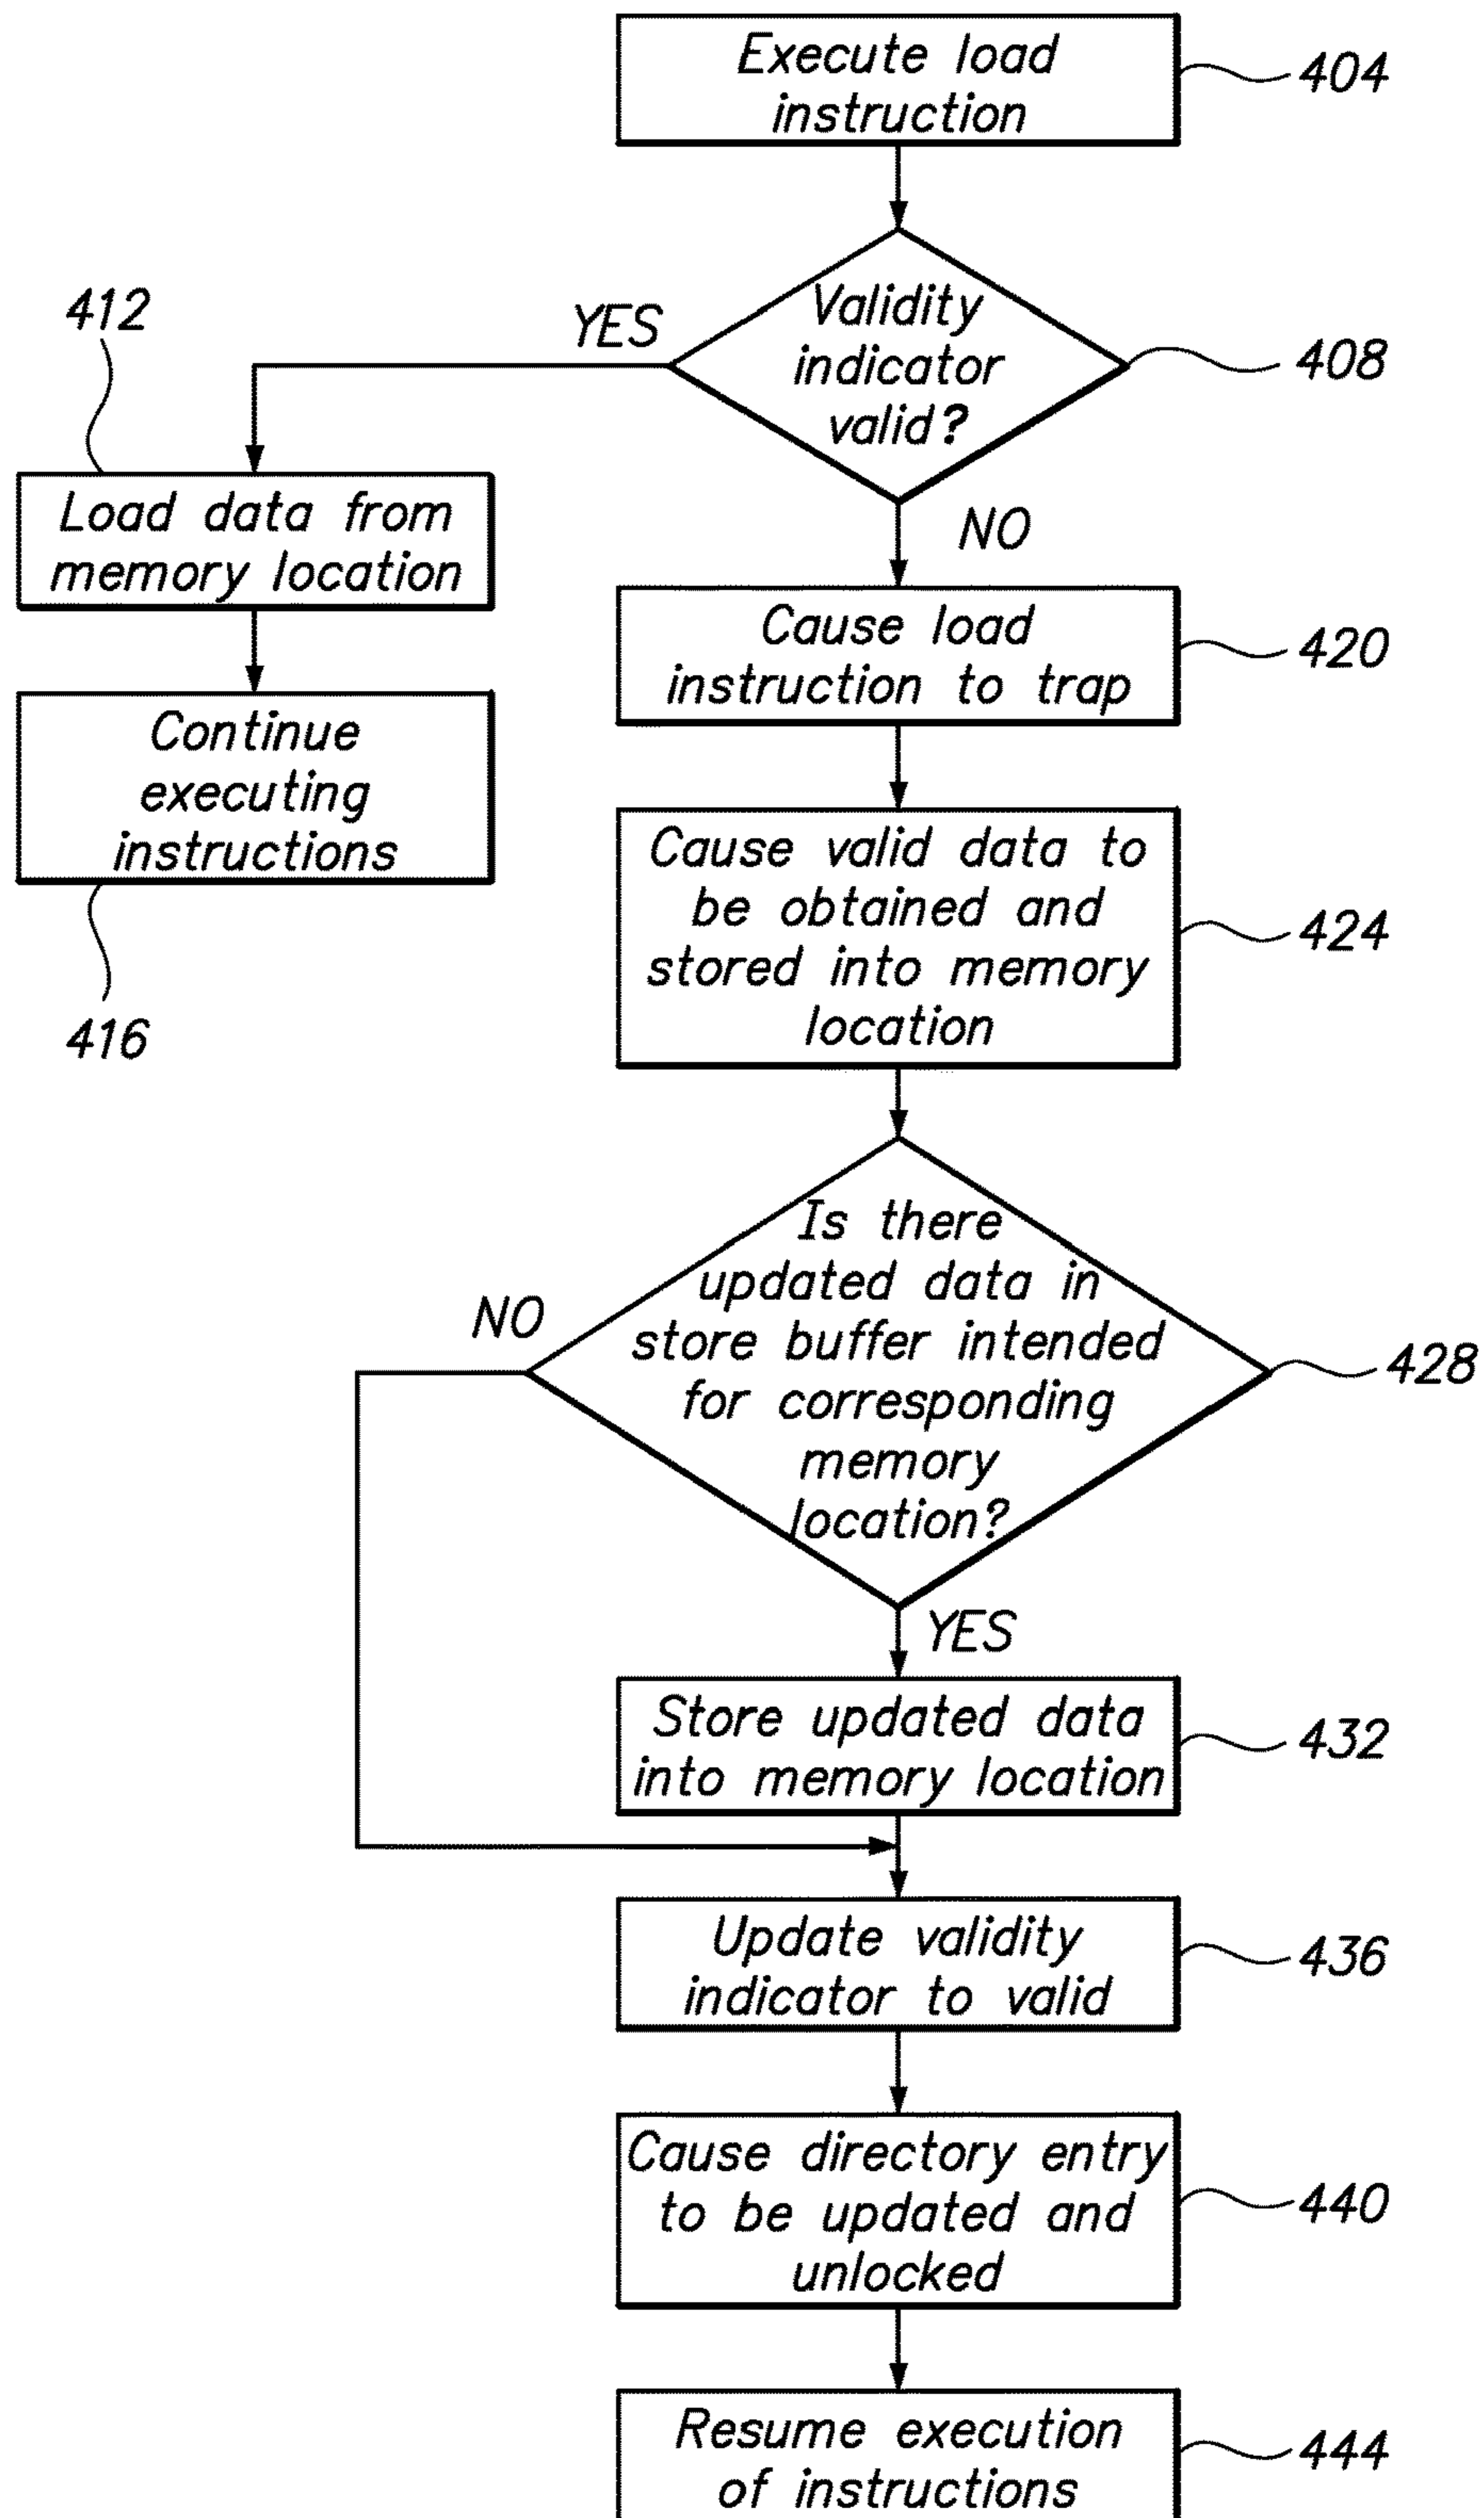 Execute load
instruction
404
Validity
indicator
valid?
408
YES
412
NO
Load data from
memory location
Continue
executing
instructions
416
Cause load
instruction to trap
420
Cause valid data to
be obtained and
stored into memory
location
424
Is there
updated data in
store buffer intended
for corresponding
memory
location?
428
NO
YES
Store updated data
into memory location
432
Update validity
indicator to valid
436
Cause directory entry
to be updated and
unlocked
440
Resume execution
of instructions
444